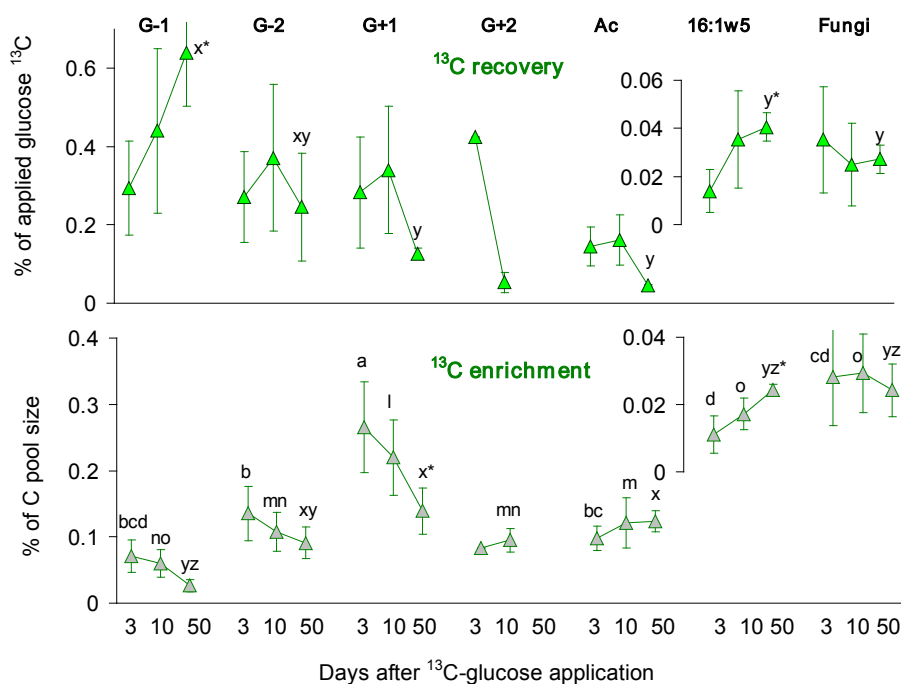 G-1 G-2 G+1 G+2 Ac 16:1w5 Fungi
¹³C recovery
% of applied glucose ¹³C
0.6
0.4
0.2
0
x*
xy
y
y
0.06
0.04
0.02
0
y*
y
¹³C enrichment
% of C pool size
0.4
0.3
0.2
0.1
0
bcd no yz
b mn xy
a l x*
mn
bc m x
0.04
0.02
0
d o yz*
cd o yz
3 10 50 3 10 50 3 10 50 3 10 50 3 10 50 3 10 50 3 10 50
Days after ¹³C-glucose application